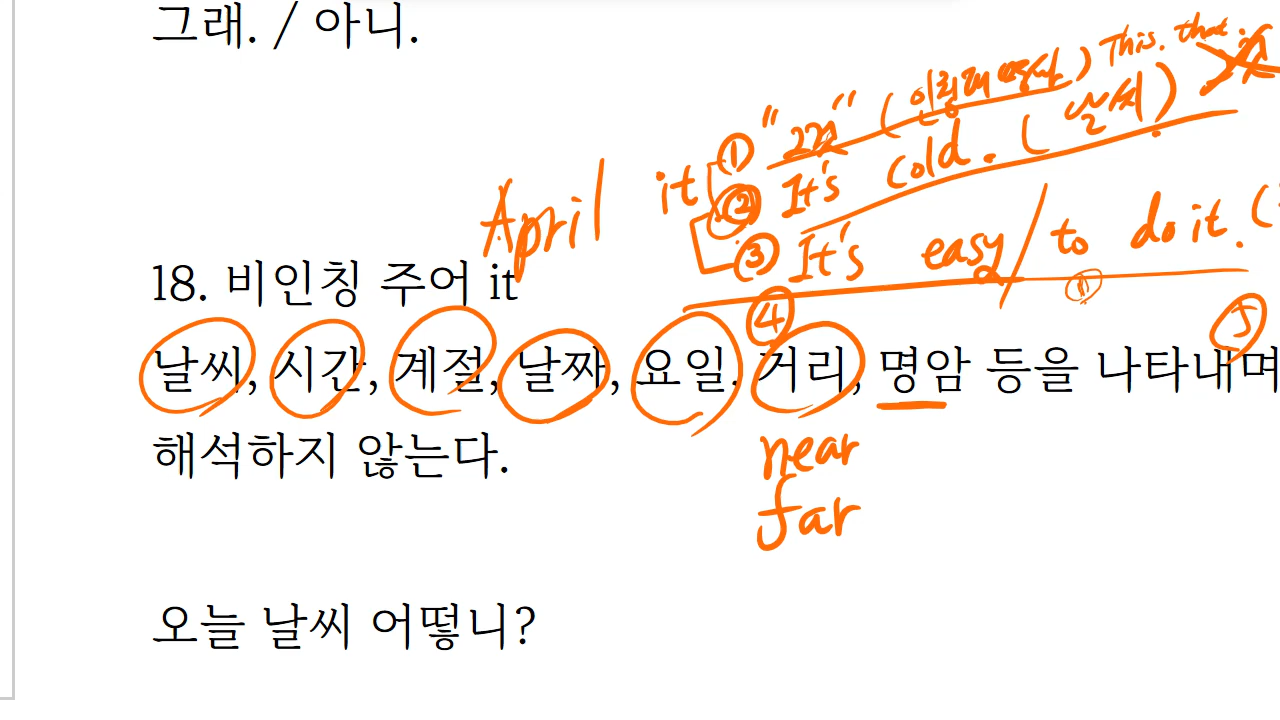 그래. / 아니.
① "그것" (인칭대명사) This. that.
April it ② It's cold. (날씨)
③ It's easy / to do it. (
18. 비인칭 주어 it
④ ⑤
날씨, 시간, 계절, 날짜, 요일. 거리, 명암 등을 나타내며
해석하지 않는다.
near
far
오늘 날씨 어떻니?